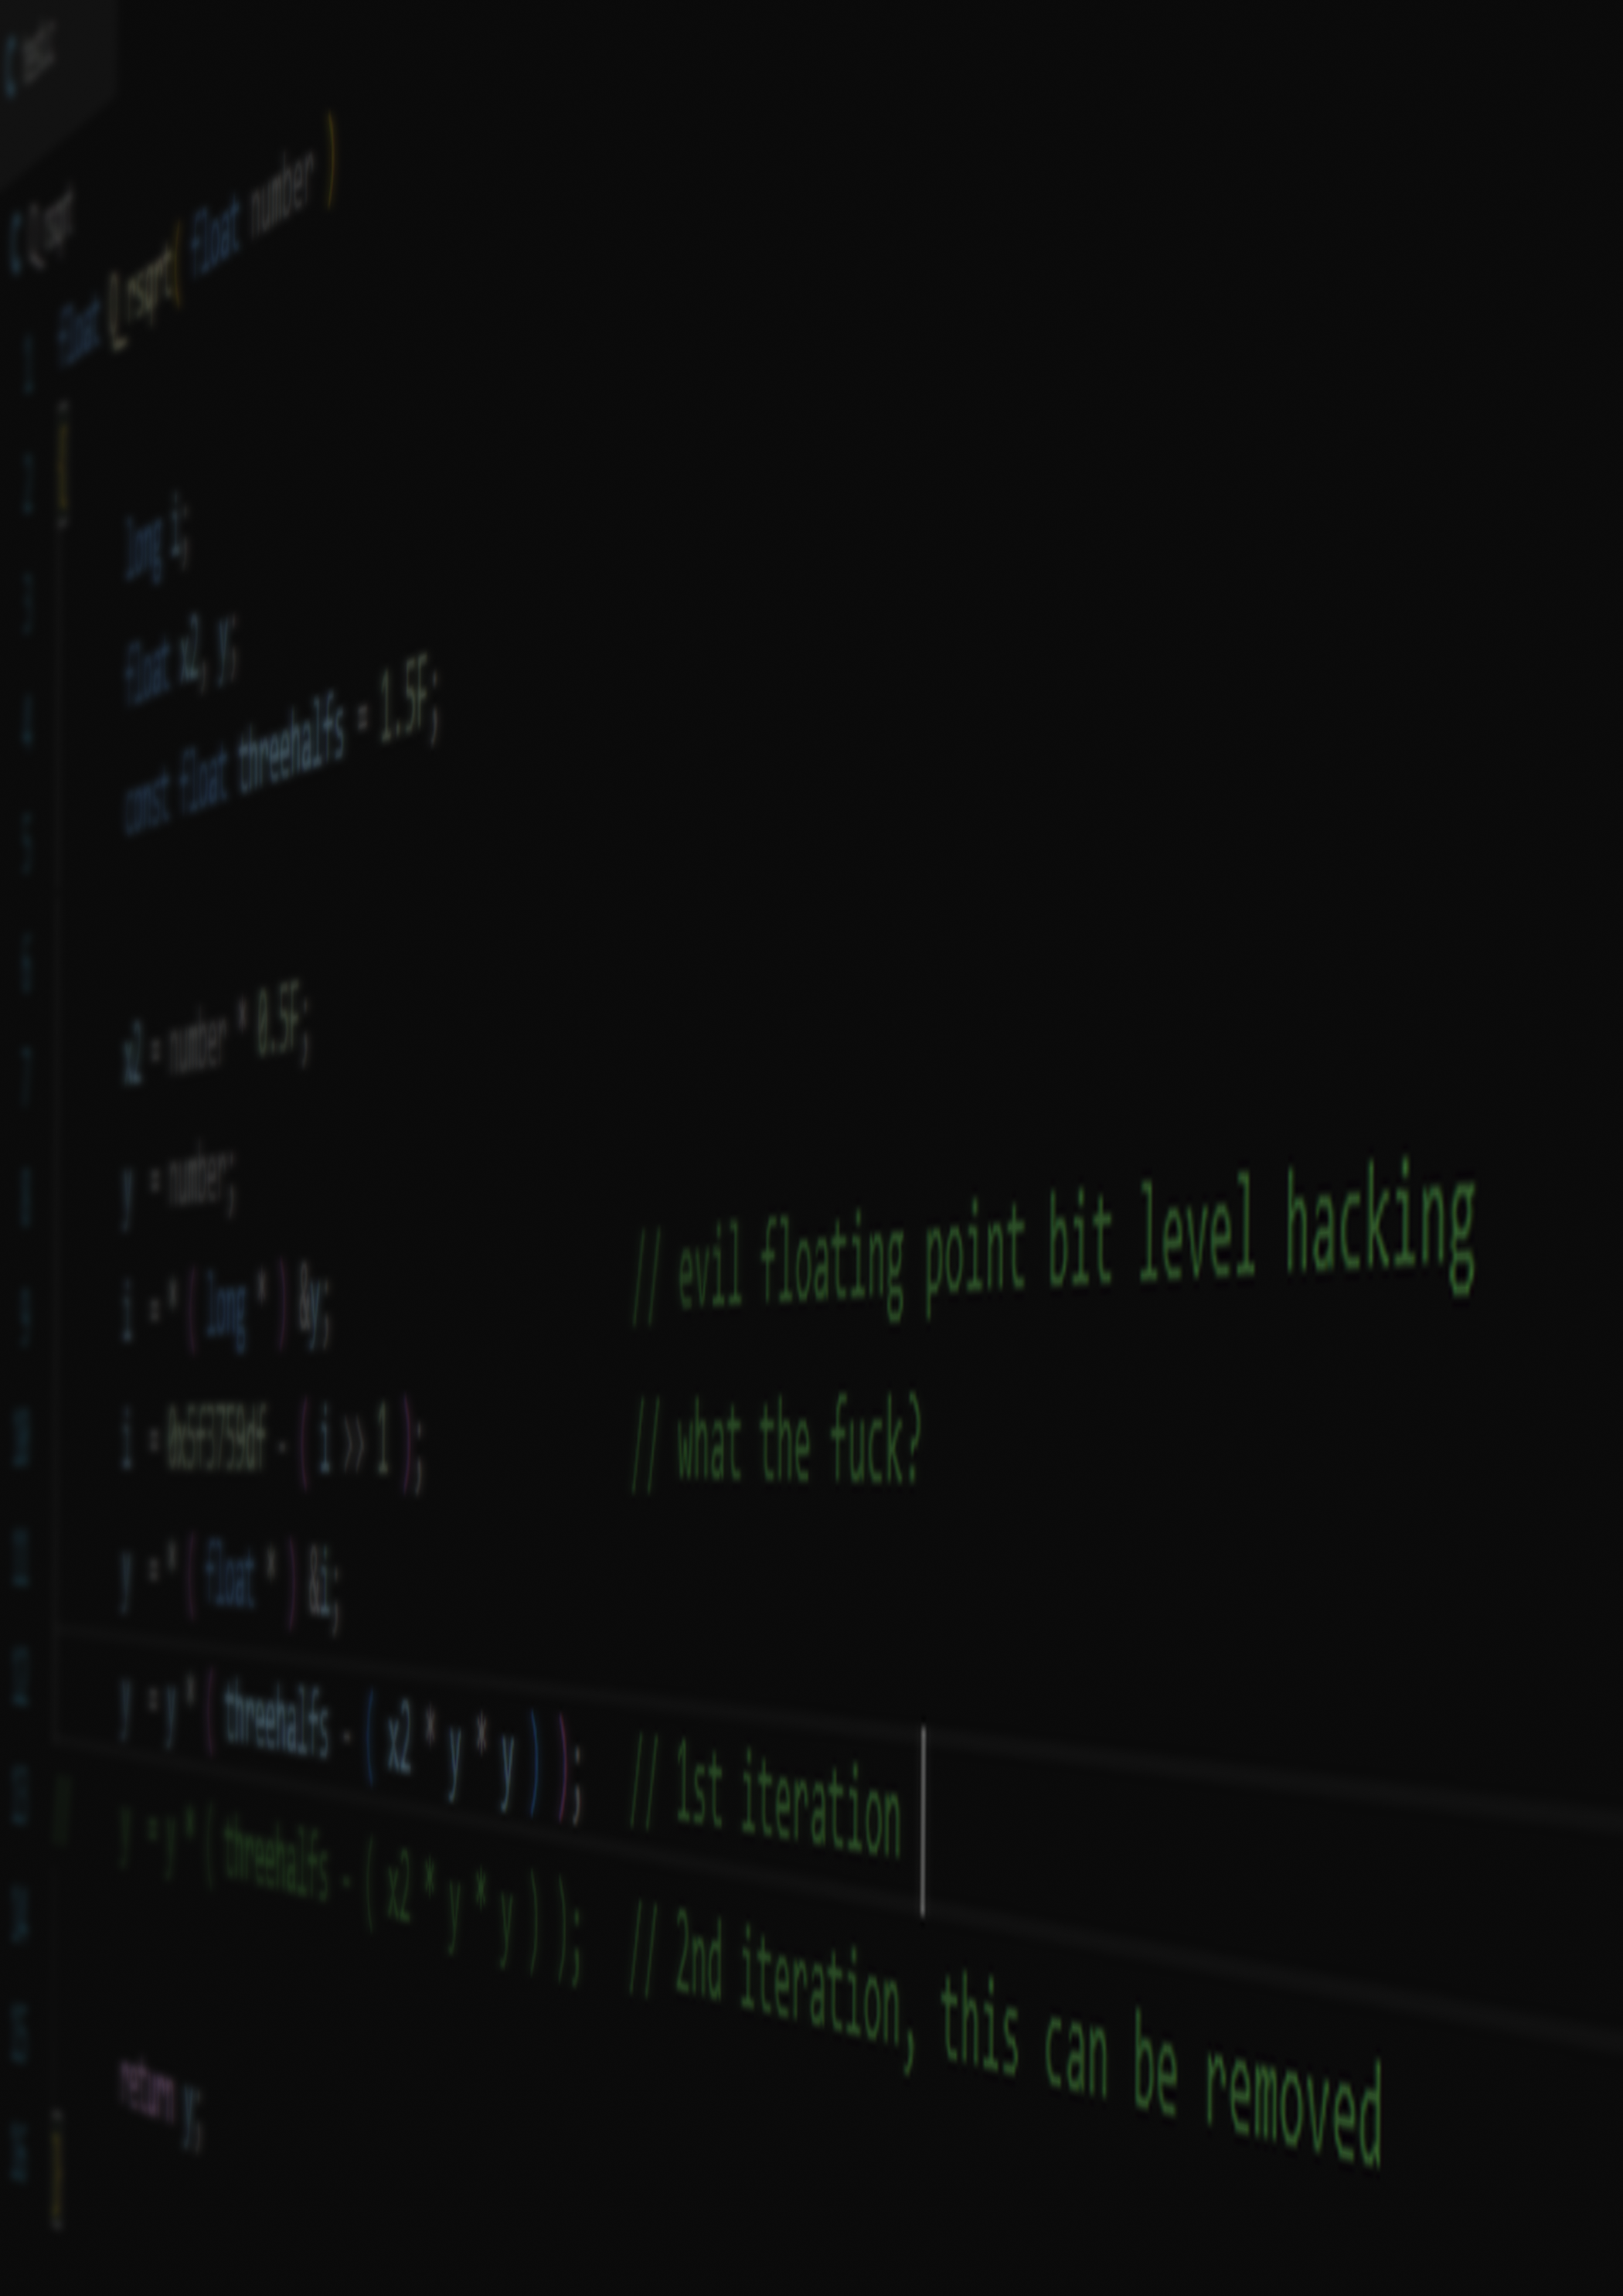 float Q_rsqrt( float number )
{
long i;
float x2, y;
const float threehalfs = 1.5F;
x2 = number * 0.5F;
y = number;
i = * ( long * ) &y; // evil floating point bit level hacking
i = 0x5f3759df - ( i >> 1 ); // what the fuck?
y = * ( float * ) &i;
y = y * ( threehalfs - ( x2 * y * y ) ); // 1st iteration
// y = y * ( threehalfs - ( x2 * y * y ) ); // 2nd iteration, this can be removed
return y;
}